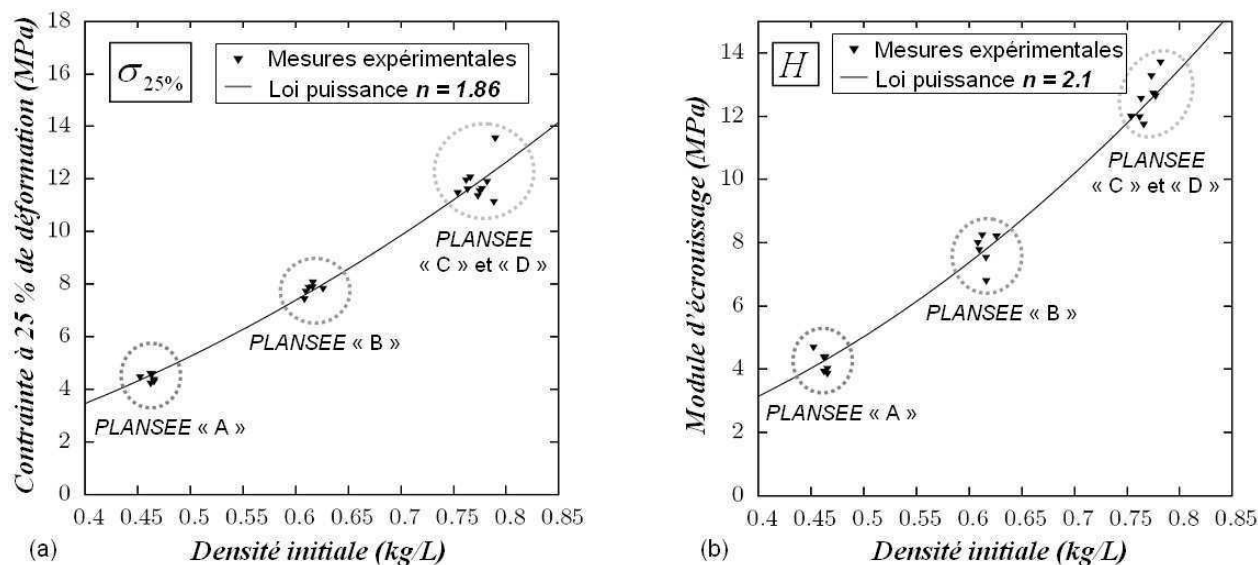 Contrainte à 25 % de déformation (MPa)
18
16
14
12
10
8
6
4
2
0
σ25%
Mesures expérimentales
Loi puissance n = 1.86
PLANSEE
« C » et « D »
PLANSEE « B »
PLANSEE « A »
0.4 0.45 0.5 0.55 0.6 0.65 0.7 0.75 0.8 0.85
(a) Densité initiale (kg/L)
Module d'écrouissage (MPa)
14
12
10
8
6
4
2
0
H
Mesures expérimentales
Loi puissance n = 2.1
PLANSEE
« C » et « D »
PLANSEE « B »
PLANSEE « A »
0.4 0.45 0.5 0.55 0.6 0.65 0.7 0.75 0.8 0.85
(b) Densité initiale (kg/L)